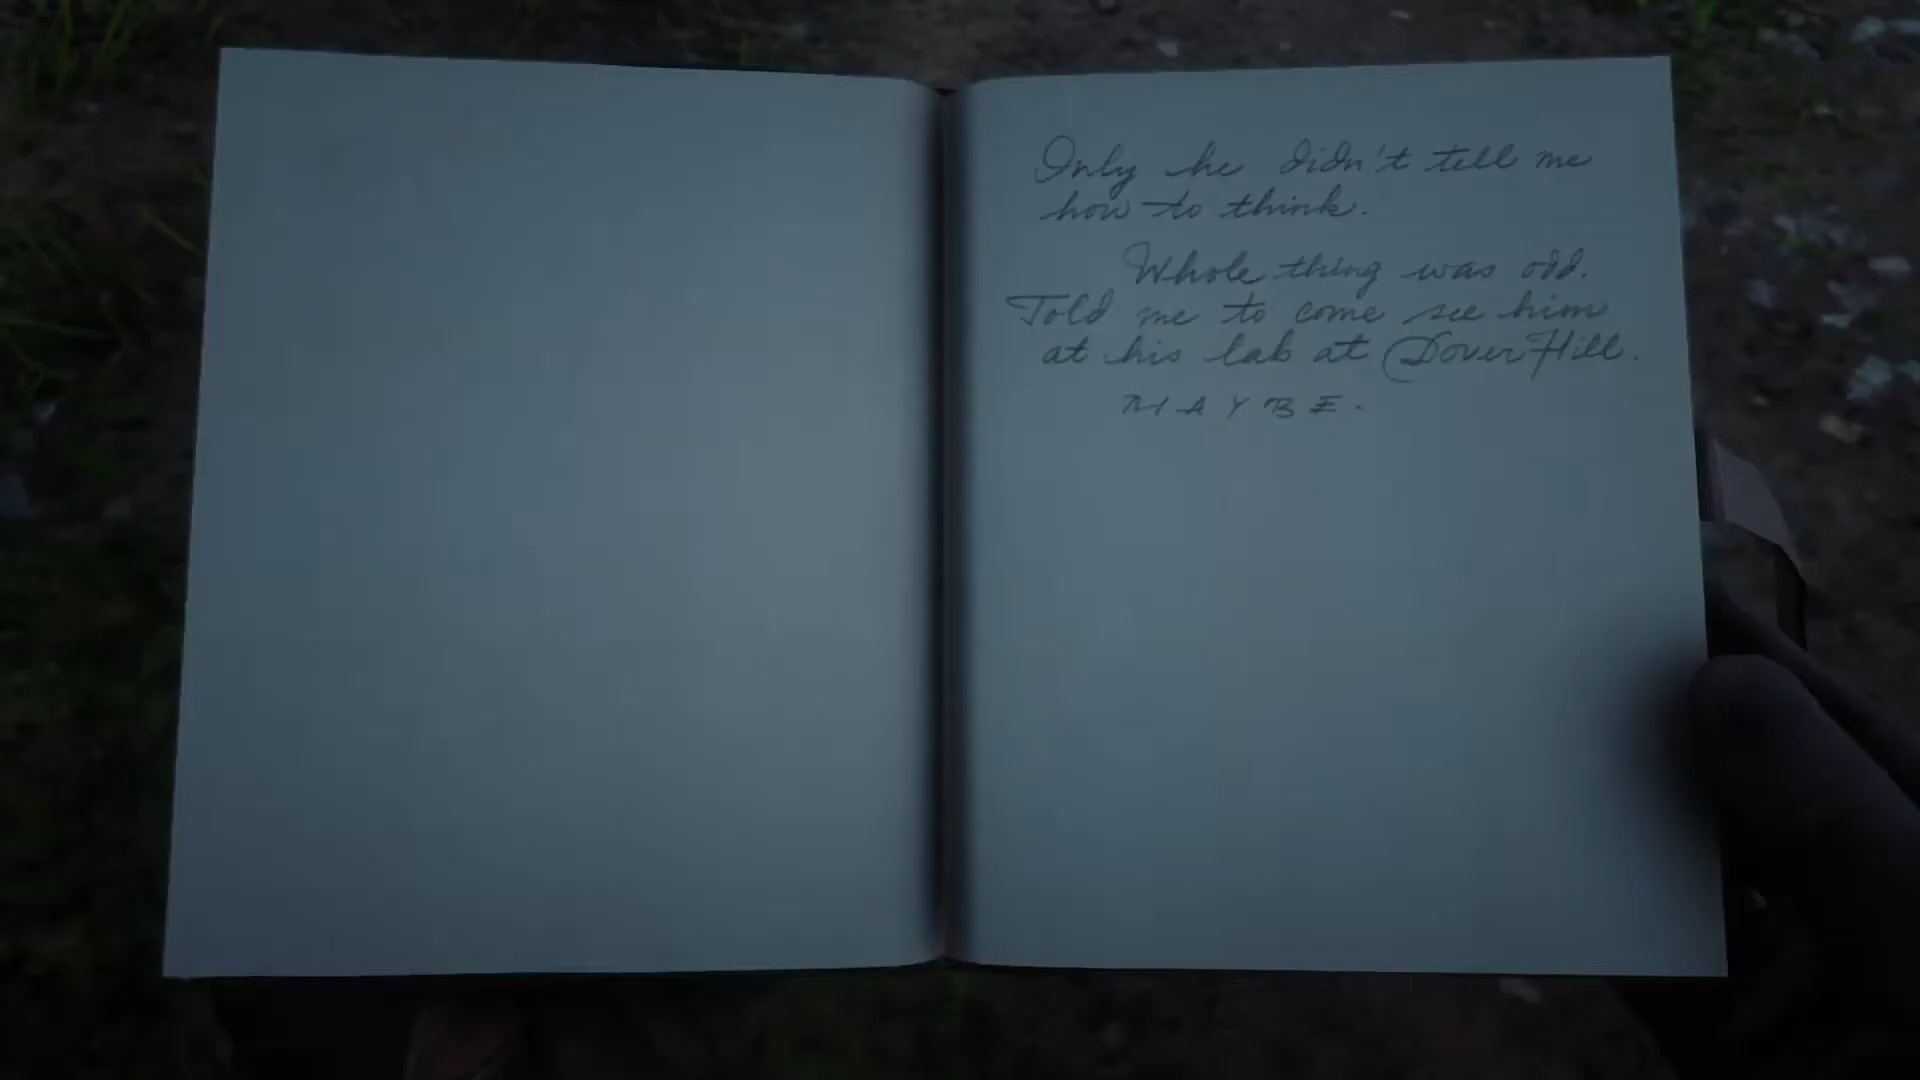 Only he didn't tell me
how to think.
Whole thing was odd.
Told me to come see him
at his lab at Dover Hill.
MAYBE.